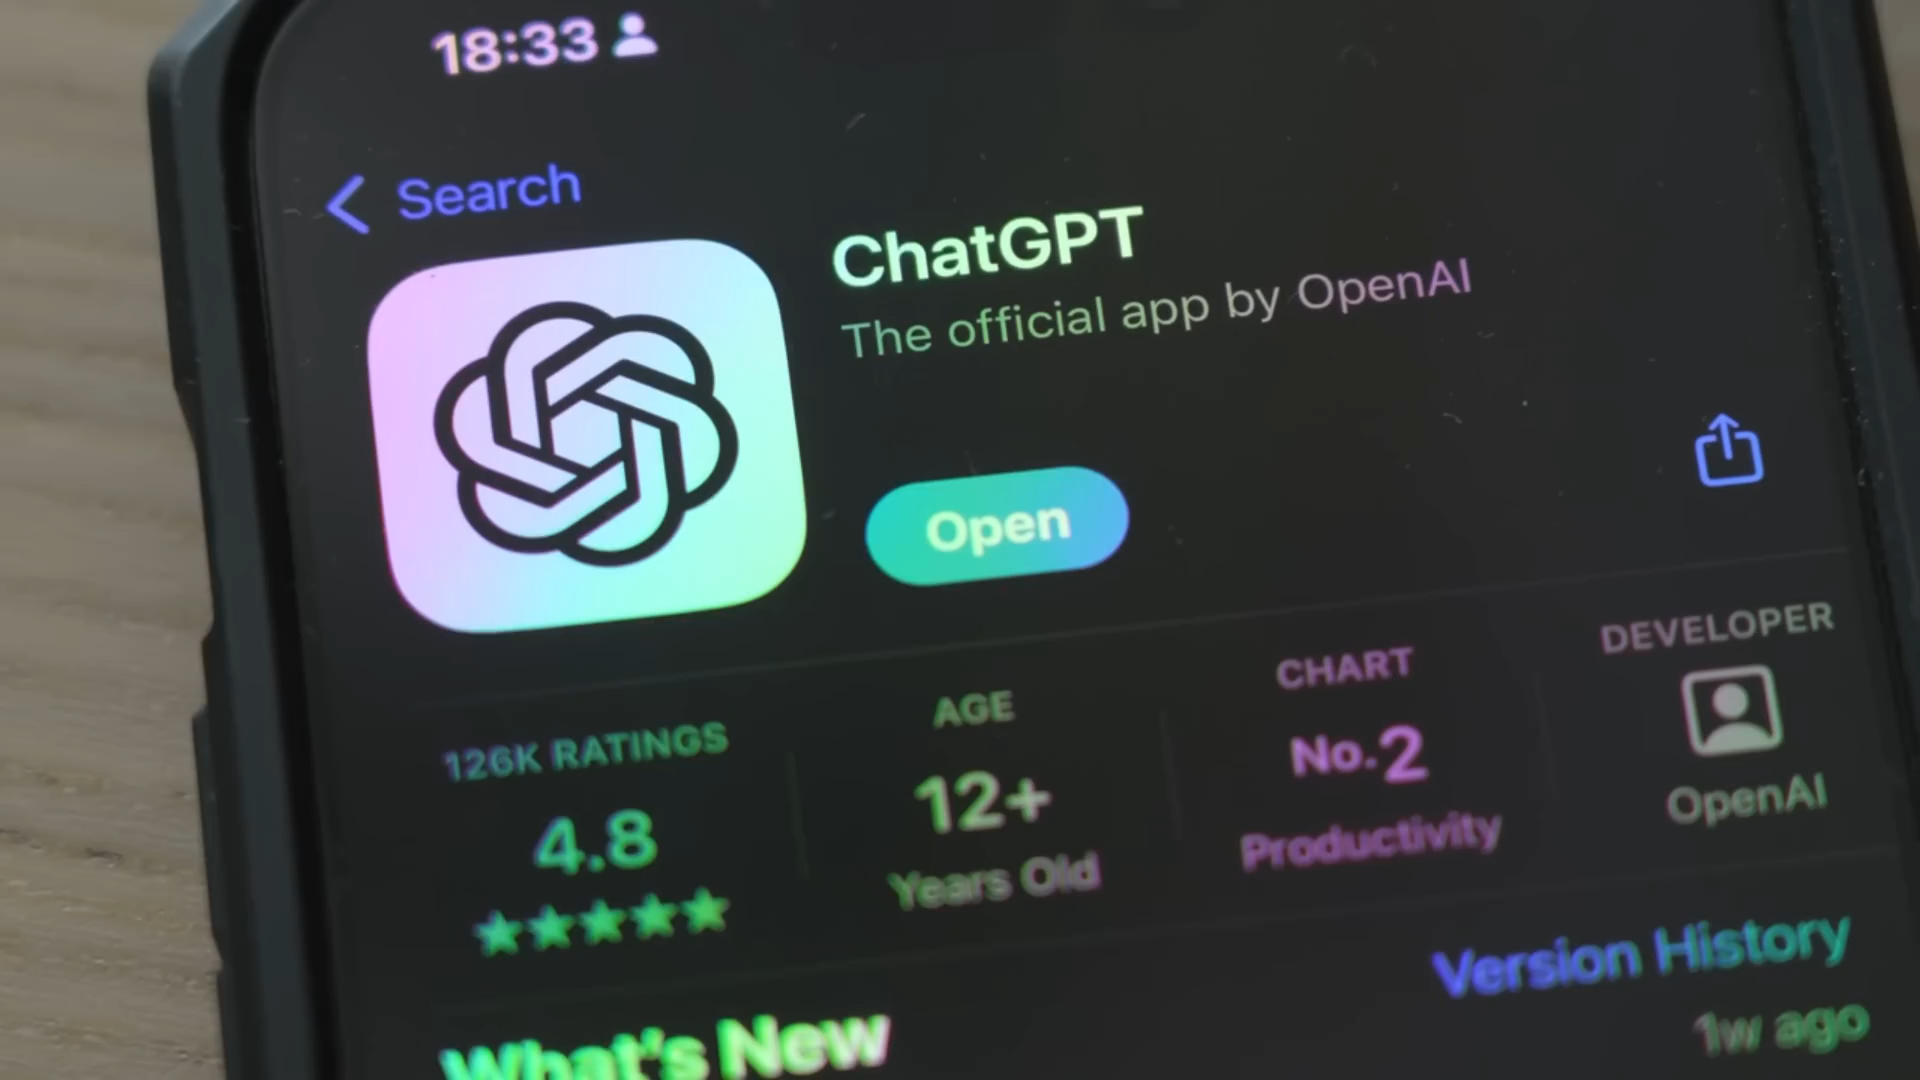 18:33
Search
ChatGPT
The official app by OpenAI
Open
126K RATINGS
4.8
AGE
12+
Years Old
CHART
No.2
Productivity
DEVELOPER
OpenAI
What's New
Version History
1w ago